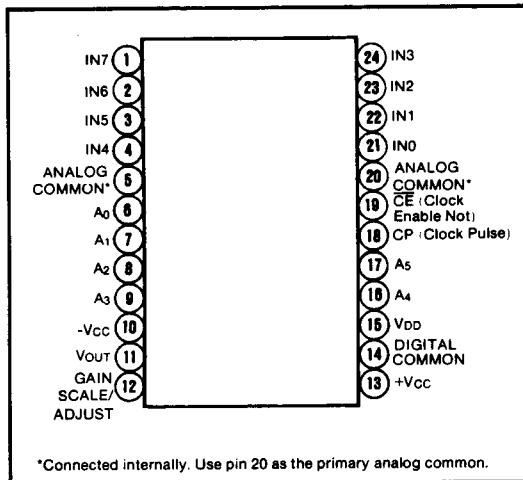 IN7 1
IN6 2
IN5 3
IN4 4
ANALOG
COMMON* 5
A0 6
A1 7
A2 8
A3 9
-VCC 10
VOUT 11
GAIN
SCALE/
ADJUST 12
24 IN3
23 IN2
22 IN1
21 IN0
20 ANALOG
COMMON*
19 CE (Clock
Enable Not)
18 CP (Clock Pulse)
17 A5
16 A4
15 VDD
14 DIGITAL
COMMON
13 +VCC
*Connected internally. Use pin 20 as the primary analog common.